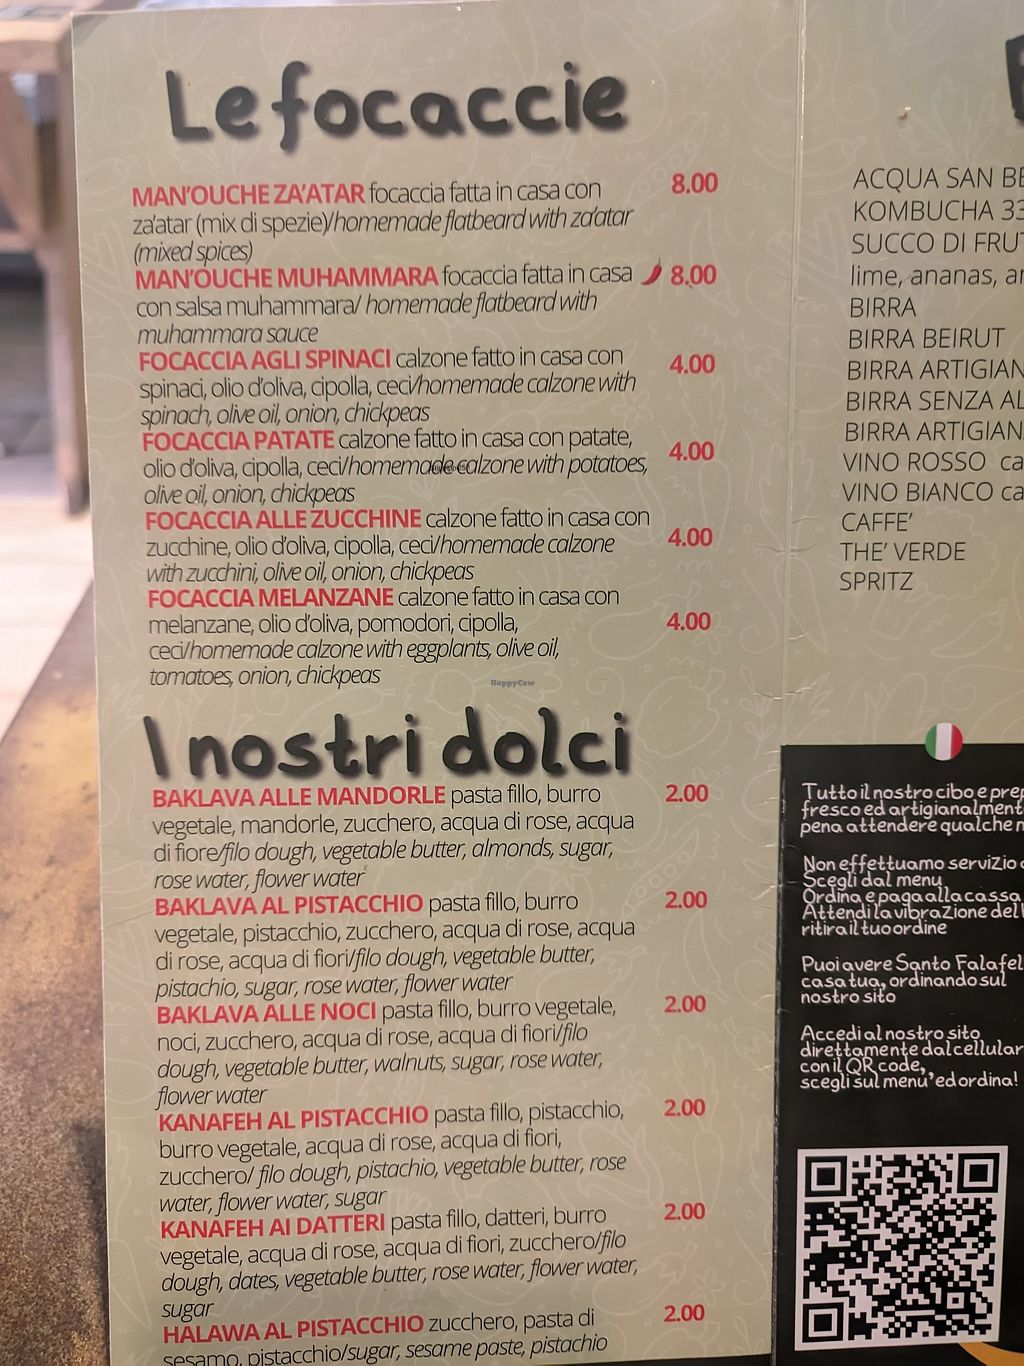 Le focaccie
MAN'OUCHE ZA'ATAR focaccia fatta in casa con 8.00
za'atar (mix di spezie)/homemade flatbeard with za'atar
(mixed spices)
MAN'OUCHE MUHAMMARA focaccia fatta in casa 8.00
con salsa muhammara/ homemade flatbeard with
muhammara sauce
FOCACCIA AGLI SPINACI calzone fatto in casa con 4.00
spinaci, olio d'oliva, cipolla, ceci/homemade calzone with
spinach, olive oil, onion, chickpeas
FOCACCIA PATATE calzone fatto in casa con patate, 4.00
olio d'oliva, cipolla, ceci/homemade calzone with potatoes,
olive oil, onion, chickpeas
FOCACCIA ALLE ZUCCHINE calzone fatto in casa con 4.00
zucchine, olio d'oliva, cipolla, ceci/homemade calzone
with zucchini, olive oil, onion, chickpeas
FOCACCIA MELANZANE calzone fatto in casa con 4.00
melanzane, olio d'oliva, pomodori, cipolla,
ceci/homemade calzone with eggplants, olive oil,
tomatoes, onion, chickpeas
HappyCow
I nostri dolci
BAKLAVA ALLE MANDORLE pasta fillo, burro 2.00
vegetale, mandorle, zucchero, acqua di rose, acqua
di fiore/filo dough, vegetable butter, almonds, sugar,
rose water, flower water
BAKLAVA AL PISTACCHIO pasta fillo, burro 2.00
vegetale, pistacchio, zucchero, acqua di rose, acqua
di rose, acqua di fiori/filo dough, vegetable butter,
pistachio, sugar, rose water, flower water
BAKLAVA ALLE NOCI pasta fillo, burro vegetale, 2.00
noci, zucchero, acqua di rose, acqua di fiori/filo
dough, vegetable butter, walnuts, sugar, rose water,
flower water
KANAFEH AL PISTACCHIO pasta fillo, pistacchio, 2.00
burro vegetale, acqua di rose, acqua di fiori,
zucchero/ filo dough, pistachio, vegetable butter, rose
water, flower water, sugar
KANAFEH AI DATTERI pasta fillo, datteri, burro 2.00
vegetale, acqua di rose, acqua di fiori, zucchero/filo
dough, dates, vegetable butter, rose water, flower water,
sugar
HALAWA AL PISTACCHIO zucchero, pasta di 2.00
sesamo, pistacchio/sugar, sesame paste, pistachio
ACQUA SAN BE
KOMBUCHA 33
SUCCO DI FRUT
lime, ananas, ar
BIRRA
BIRRA BEIRUT
BIRRA ARTIGIAN
BIRRA SENZA AL
BIRRA ARTIGIAN
VINO ROSSO ca
VINO BIANCO ca
CAFFE'
THE' VERDE
SPRITZ
Tutto il nostro cibo e prep
fresco ed artigianalment
pena attendere qualche m
Non effettuamo servizio
Scegli dal menu
Ordina e paga alla cassa
Attendi la vibrazione del
ritira il tuo ordine
Puoi avere Santo Falafel
casa tua, ordinando sul
nostro sito
Accedi al nostro sito
direttamente dal cellular
con il QR code,
scegli sul menu' ed ordina!